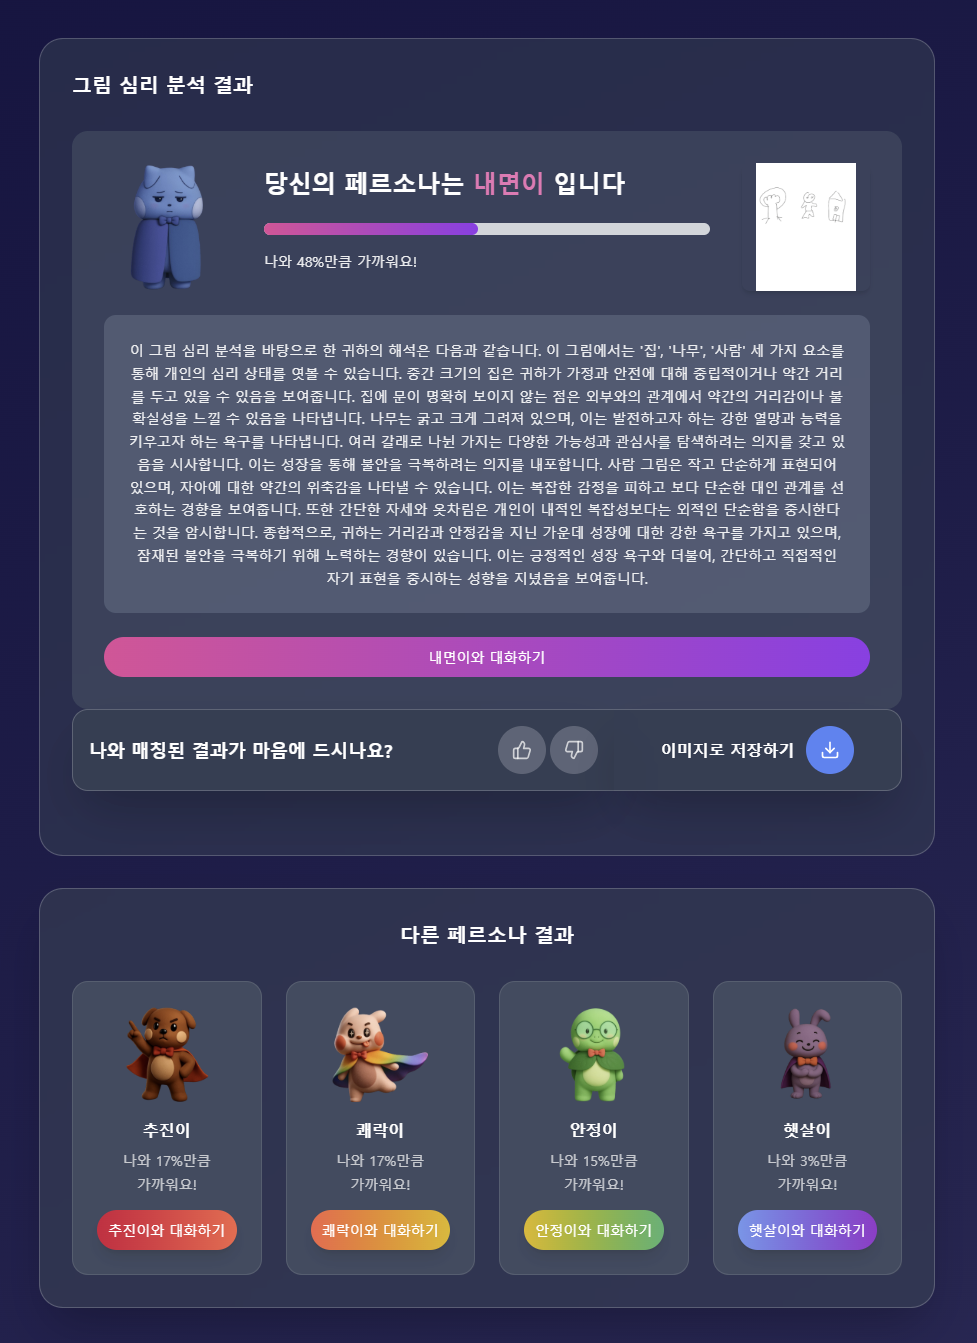 그림 심리 분석 결과
당신의 페르소나는 내면이 입니다
나와 48%만큼 가까워요!
이 그림 심리 분석을 바탕으로 한 귀하의 해석은 다음과 같습니다. 이 그림에서는 '집', '나무', '사람' 세 가지 요소를
통해 개인의 심리 상태를 엿볼 수 있습니다. 중간 크기의 집은 귀하가 가정과 안전에 대해 중립적이거나 약간 거리
를 두고 있을 수 있음을 보여줍니다. 집에 문이 명확히 보이지 않는 점은 외부와의 관계에서 약간의 거리감이나 불
확실성을 느낄 수 있음을 나타냅니다. 나무는 굵고 크게 그려져 있으며, 이는 발전하고자 하는 강한 열망과 능력을
키우고자 하는 욕구를 나타냅니다. 여러 갈래로 나뉜 가지는 다양한 가능성과 관심사를 탐색하려는 의지를 갖고 있
음을 시사합니다. 이는 성장을 통해 불안을 극복하려는 의지를 내포합니다. 사람 그림은 작고 단순하게 표현되어
있으며, 자아에 대한 약간의 위축감을 나타낼 수 있습니다. 이는 복잡한 감정을 피하고 보다 단순한 대인 관계를 선
호하는 경향을 보여줍니다. 또한 간단한 자세와 옷차림은 개인이 내적인 복잡성보다는 외적인 단순함을 중시한다
는 것을 암시합니다. 종합적으로, 귀하는 거리감과 안정감을 지닌 가운데 성장에 대한 강한 욕구를 가지고 있으며,
잠재된 불안을 극복하기 위해 노력하는 경향이 있습니다. 이는 긍정적인 성장 욕구와 더불어, 간단하고 직접적인
자기 표현을 중시하는 성향을 지녔음을 보여줍니다.
내면이와 대화하기
나와 매칭된 결과가 마음에 드시나요?
이미지로 저장하기
다른 페르소나 결과
추진이
나와 17%만큼
가까워요!
추진이와 대화하기
쾌락이
나와 17%만큼
가까워요!
쾌락이와 대화하기
안정이
나와 15%만큼
가까워요!
안정이와 대화하기
햇살이
나와 3%만큼
가까워요!
햇살이와 대화하기